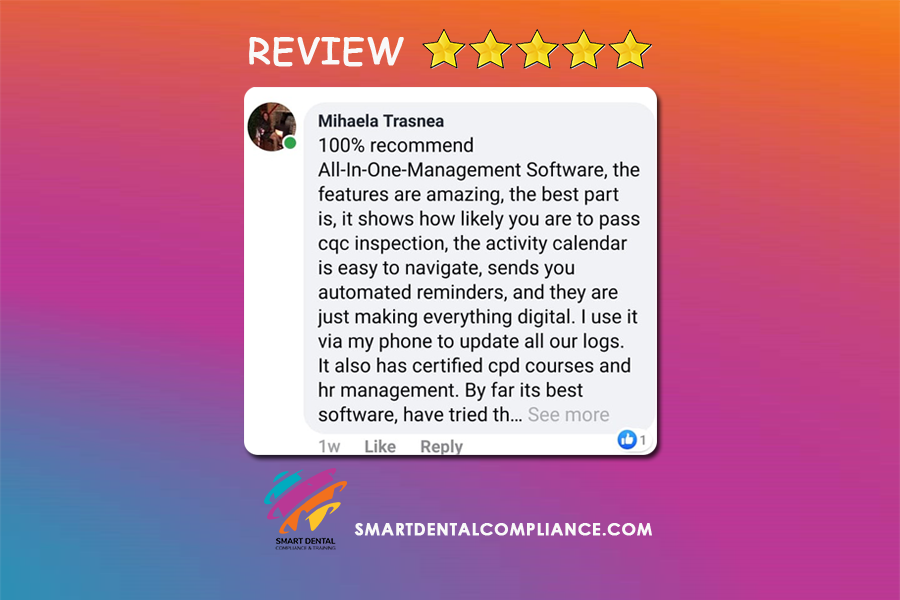 REVIEW
Mihaela Trasnea
100% recommend
All-In-One-Management Software, the
features are amazing, the best part
is, it shows how likely you are to pass
cqc inspection, the activity calendar
is easy to navigate, sends you
automated reminders, and they are
just making everything digital. I use it
via my phone to update all our logs.
It also has certified cpd courses and
hr management. By far its best
software, have tried th... See more
1w Like Reply 1
SMART DENTAL
COMPLIANCE & TRAINING
SMARTDENTALCOMPLIANCE.COM